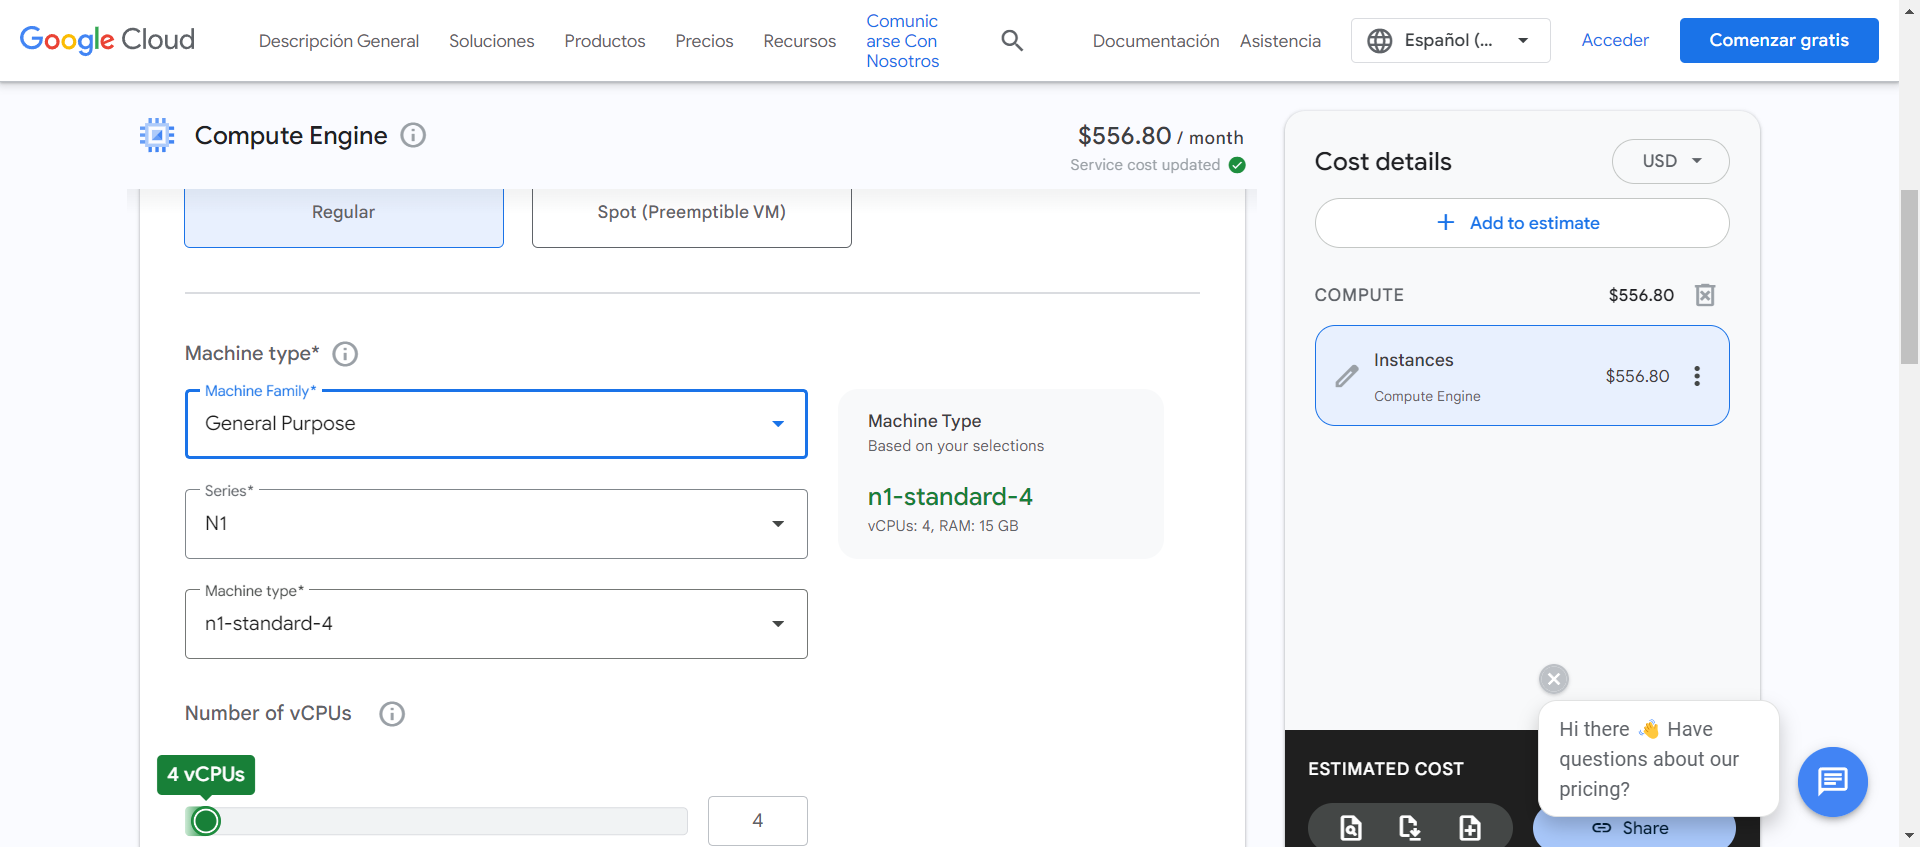 Google Cloud
Descripción General
Soluciones
Productos
Precios
Recursos
Comunic
arse Con
Nosotros
Documentación
Asistencia
Español (...
Acceder
Comenzar gratis
Compute Engine
$556.80 / month
Service cost updated
Regular
Spot (Preemptible VM)
Machine type*
Machine Family*
General Purpose
Series*
N1
Machine type*
n1-standard-4
Machine Type
Based on your selections
n1-standard-4
vCPUs: 4, RAM: 15 GB
Number of vCPUs
4 vCPUs
4
Cost details
USD
Add to estimate
COMPUTE
$556.80
Instances
Compute Engine
$556.80
Hi there 👋 Have
questions about our
pricing?
ESTIMATED COST
Share